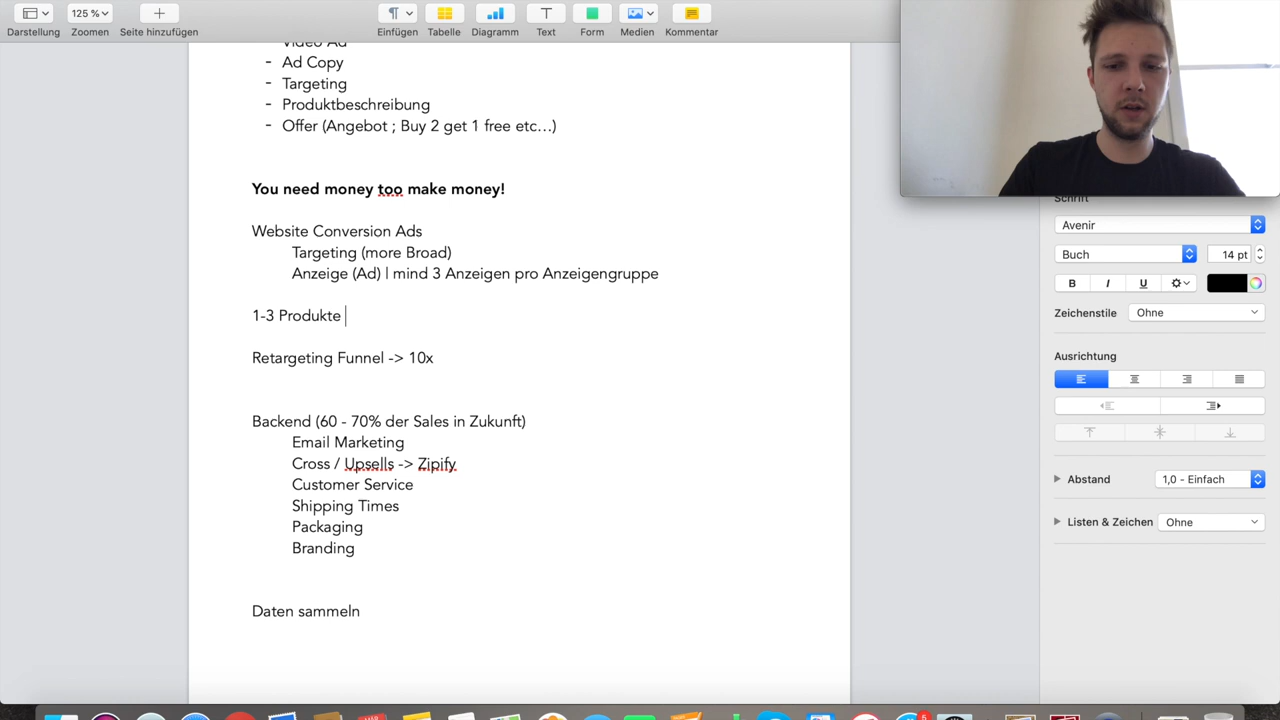 125 %
Darstellung
Zoomen
Seite hinzufügen
Einfügen
Tabelle
Diagramm
Text
Form
Medien
Kommentar
Video Ad
- Ad Copy
- Targeting
- Produktbeschreibung
- Offer (Angebot ; Buy 2 get 1 free etc…)
You need money too make money!
Website Conversion Ads
Targeting (more Broad)
Anzeige (Ad) | mind 3 Anzeigen pro Anzeigengruppe
1-3 Produkte
Retargeting Funnel -> 10x
Backend (60 - 70% der Sales in Zukunft)
Email Marketing
Cross / Upsells -> Zipify
Customer Service
Shipping Times
Packaging
Branding
Daten sammeln
Schrift
Avenir
Buch
14 pt
B I U
Zeichenstile
Ohne
Ausrichtung
Abstand
1,0 - Einfach
Listen & Zeichen
Ohne